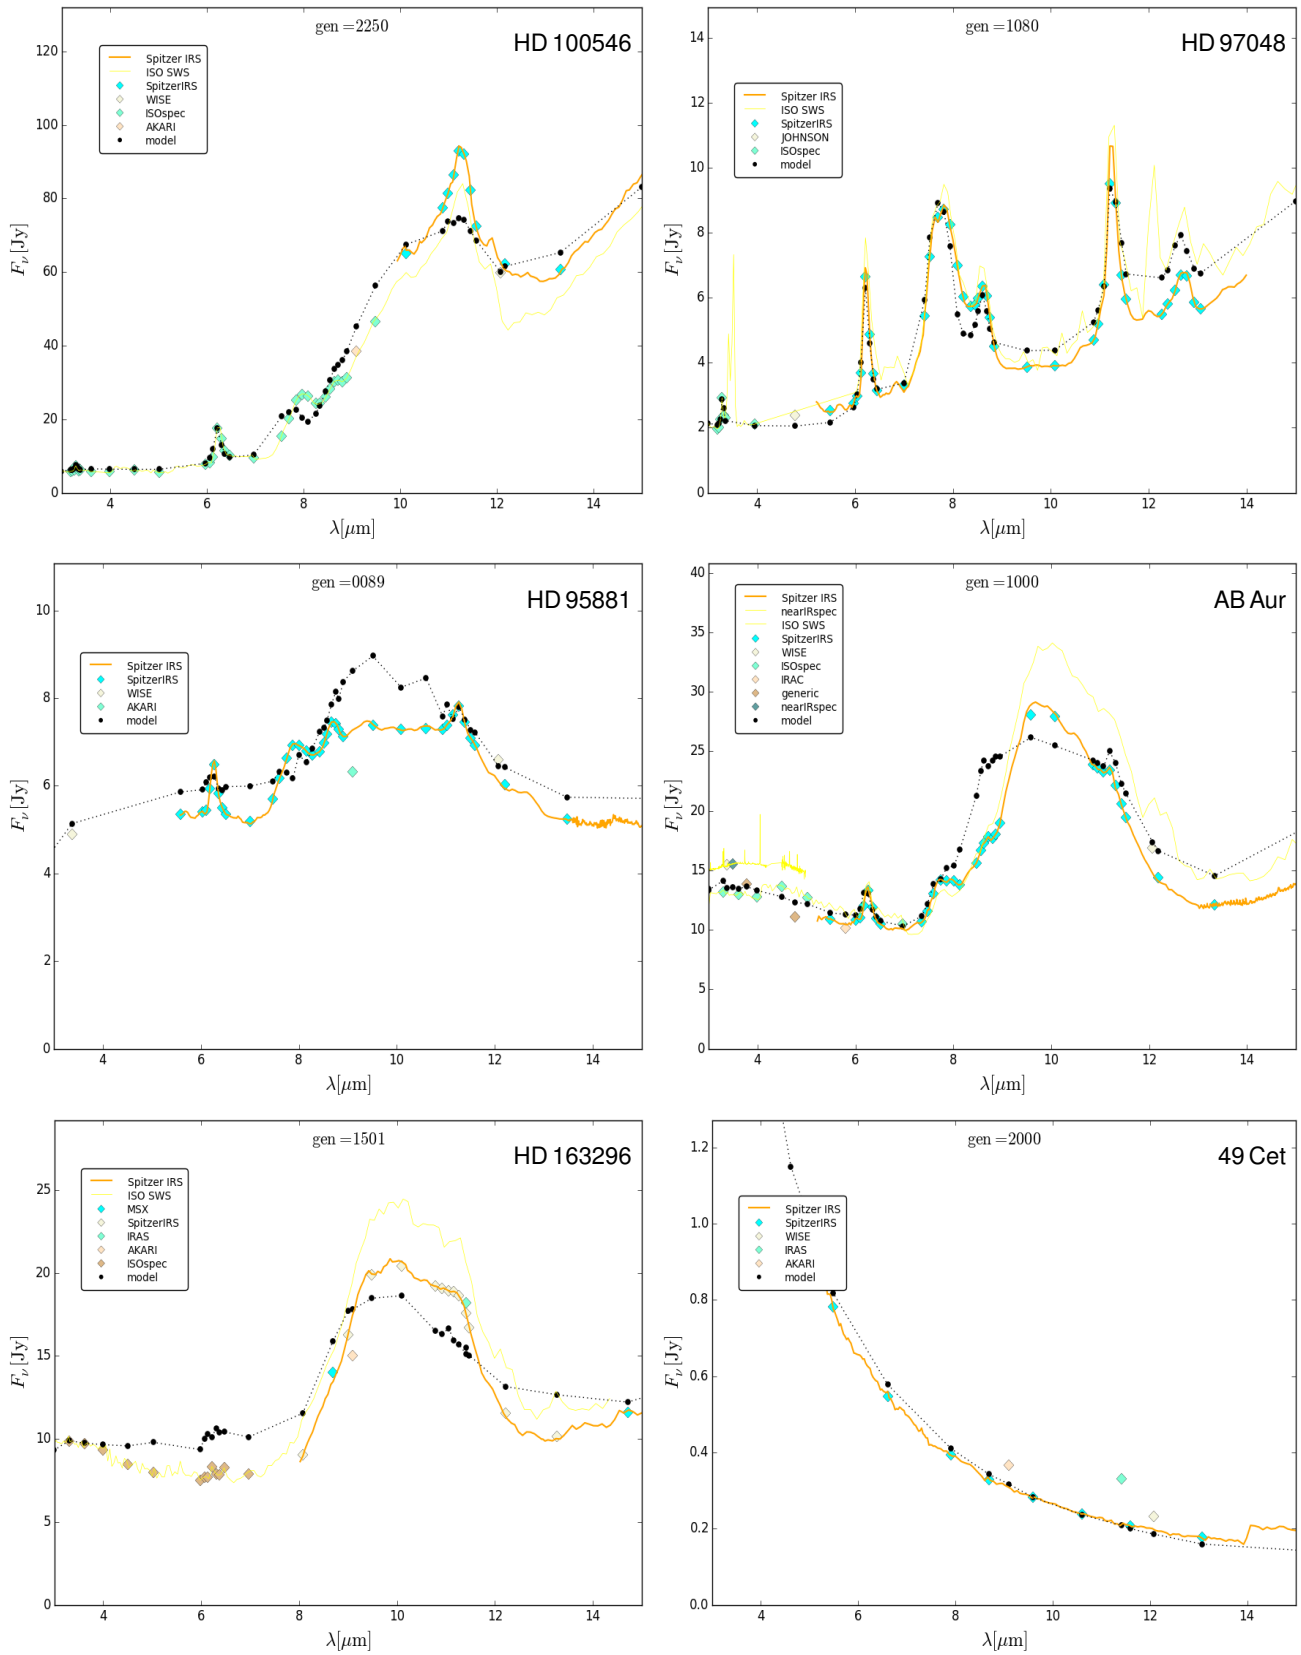 gen = 2250
HD 100546
Spitzer IRS
ISO SWS
SpitzerIRS
WISE
ISOspec
AKARI
model
120
100
80
60
40
20
0
Fν [Jy]
4 6 8 10 12 14
λ[μm]
gen = 1080
HD 97048
Spitzer IRS
ISO SWS
SpitzerIRS
JOHNSON
ISOspec
model
14
12
10
8
6
4
2
0
Fν [Jy]
4 6 8 10 12 14
λ[μm]
gen = 0089
HD 95881
Spitzer IRS
SpitzerIRS
WISE
AKARI
model
10
8
6
4
2
0
Fν [Jy]
4 6 8 10 12 14
λ[μm]
gen = 1000
AB Aur
Spitzer IRS
nearIRspec
ISO SWS
SpitzerIRS
WISE
ISOspec
IRAC
generic
nearIRspec
model
40
35
30
25
20
15
10
5
0
Fν [Jy]
4 6 8 10 12 14
λ[μm]
gen = 1501
HD 163296
Spitzer IRS
ISO SWS
MSX
SpitzerIRS
IRAS
AKARI
ISOspec
model
25
20
15
10
5
0
Fν [Jy]
4 6 8 10 12 14
λ[μm]
gen = 2000
49 Cet
Spitzer IRS
SpitzerIRS
WISE
IRAS
AKARI
model
1.2
1.0
0.8
0.6
0.4
0.2
0.0
Fν [Jy]
4 6 8 10 12 14
λ[μm]